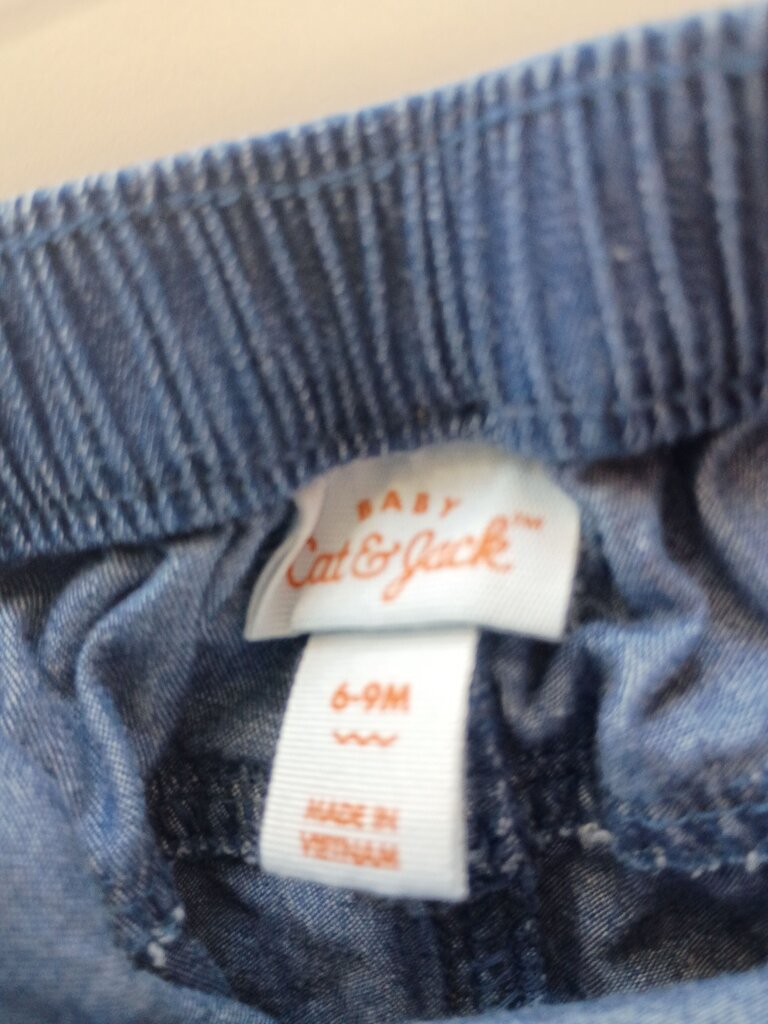 BABY
Cat & Jack™
6-9M
MADE IN
VIETNAM